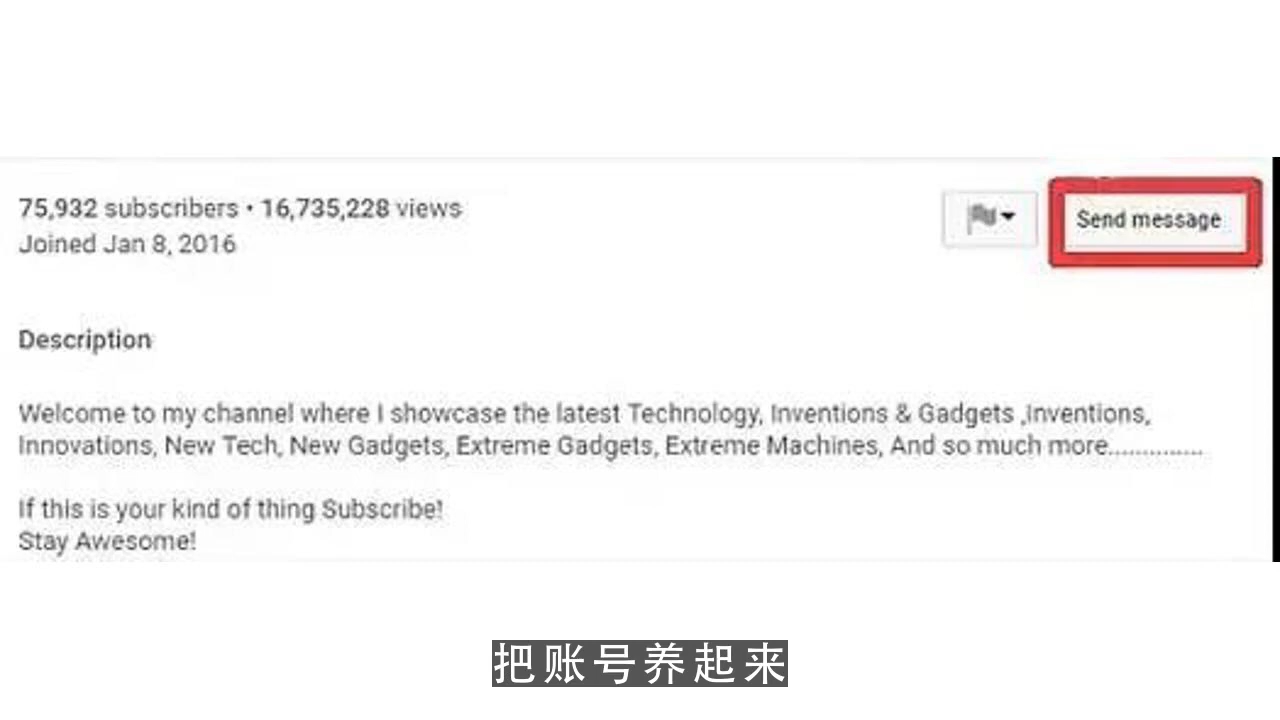 75,932 subscribers • 16,735,228 views
Joined Jan 8, 2016
Send message
Description
Welcome to my channel where I showcase the latest Technology, Inventions & Gadgets ,Inventions,
Innovations, New Tech, New Gadgets, Extreme Gadgets, Extreme Machines, And so much more...............
If this is your kind of thing Subscribe!
Stay Awesome!
把账号养起来